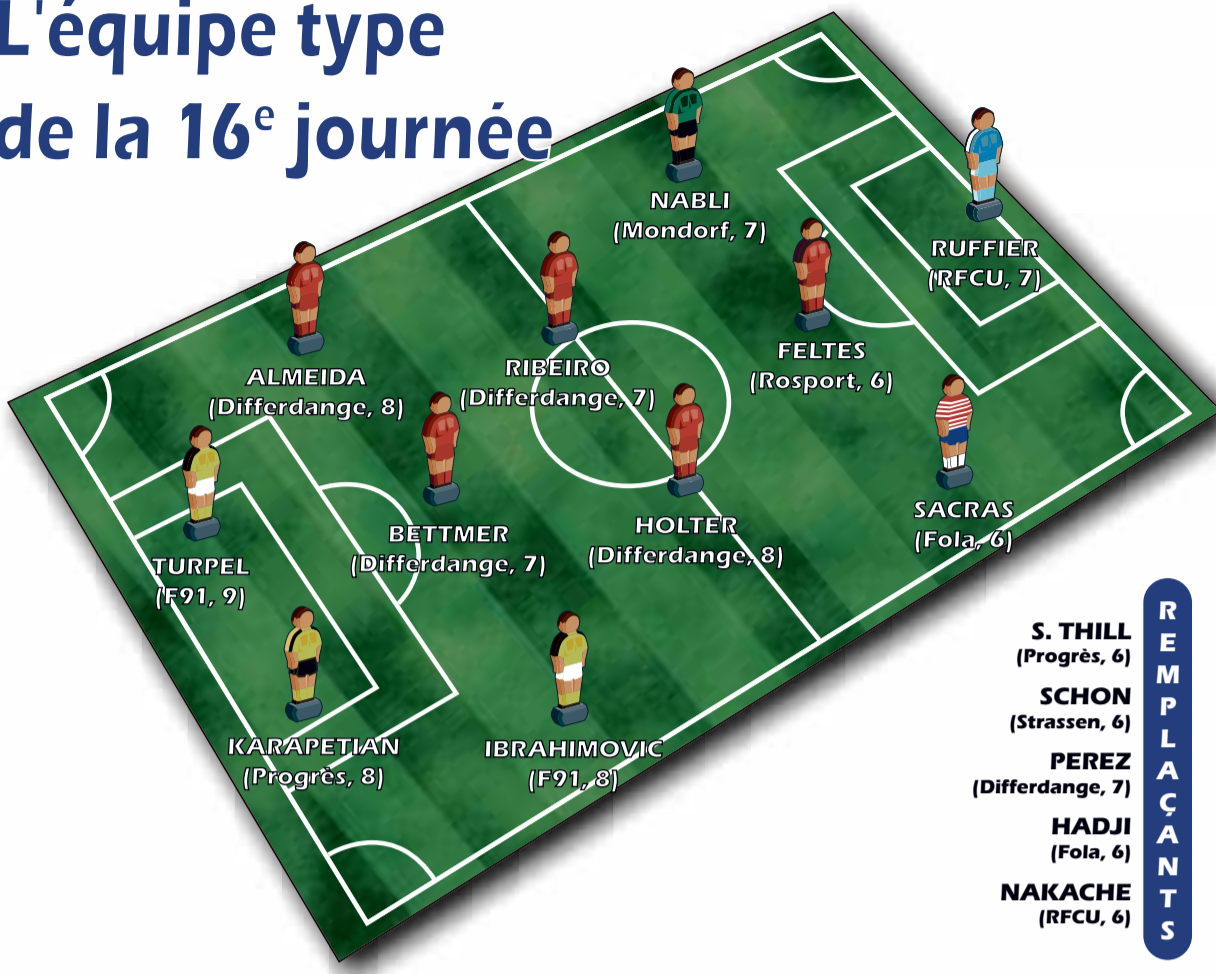 L'équipe type
de la 16e journée
NABLI
(Mondorf, 7)
RUFFIER
(RFCU, 7)
ALMEIDA
(Differdange, 8)
RIBEIRO
(Differdange, 7)
FELTES
(Rosport, 6)
TURPEL
(F91, 9)
BETTMER
(Differdange, 7)
HOLTER
(Differdange, 8)
SACRAS
(Fola, 6)
KARAPETIAN
(Progrès, 8)
IBRAHIMOVIC
(F91, 8)
REMPLAÇANTS
S. THILL
(Progrès, 6)
SCHON
(Strassen, 6)
PEREZ
(Differdange, 7)
HADJI
(Fola, 6)
NAKACHE
(RFCU, 6)